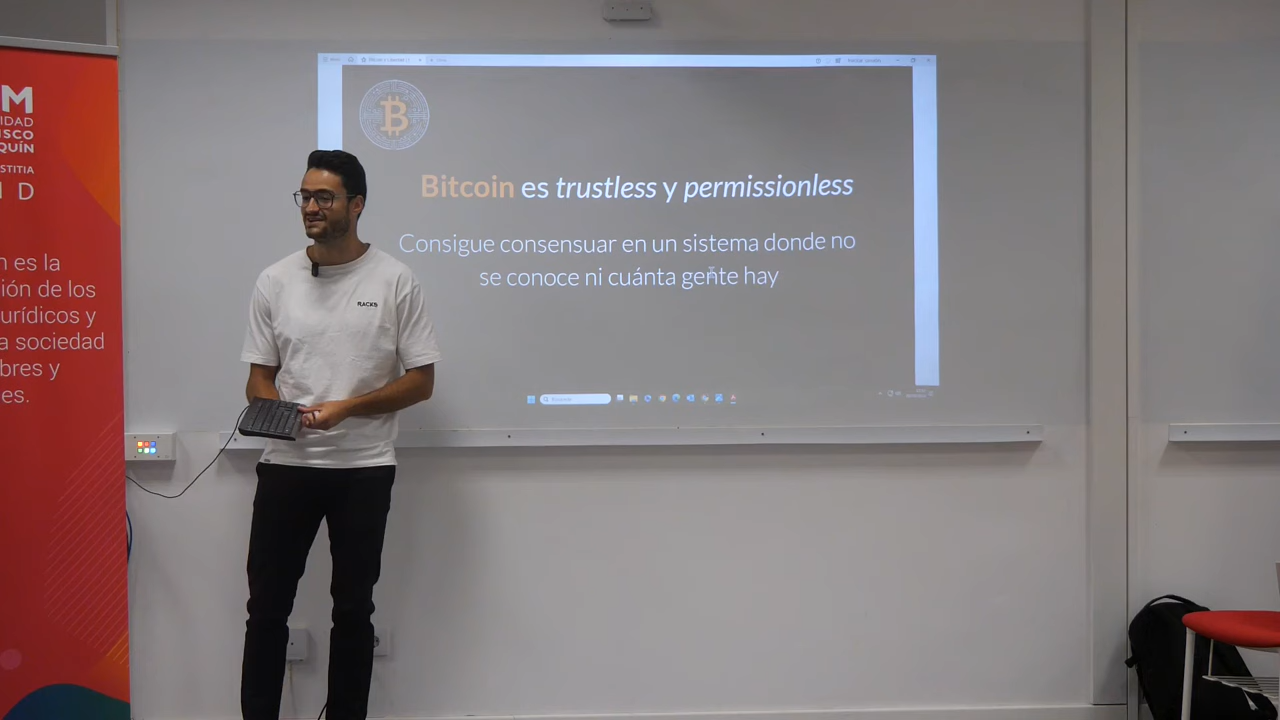 M
IDAD
ISCO
QUÍN
STITIA
I D
n es la
ión de los
urídicos y
a sociedad
bres y
es.
Bitcoin es trustless y permissionless
Consigue consensuar en un sistema donde no
se conoce ni cuánta gente hay
RACKS